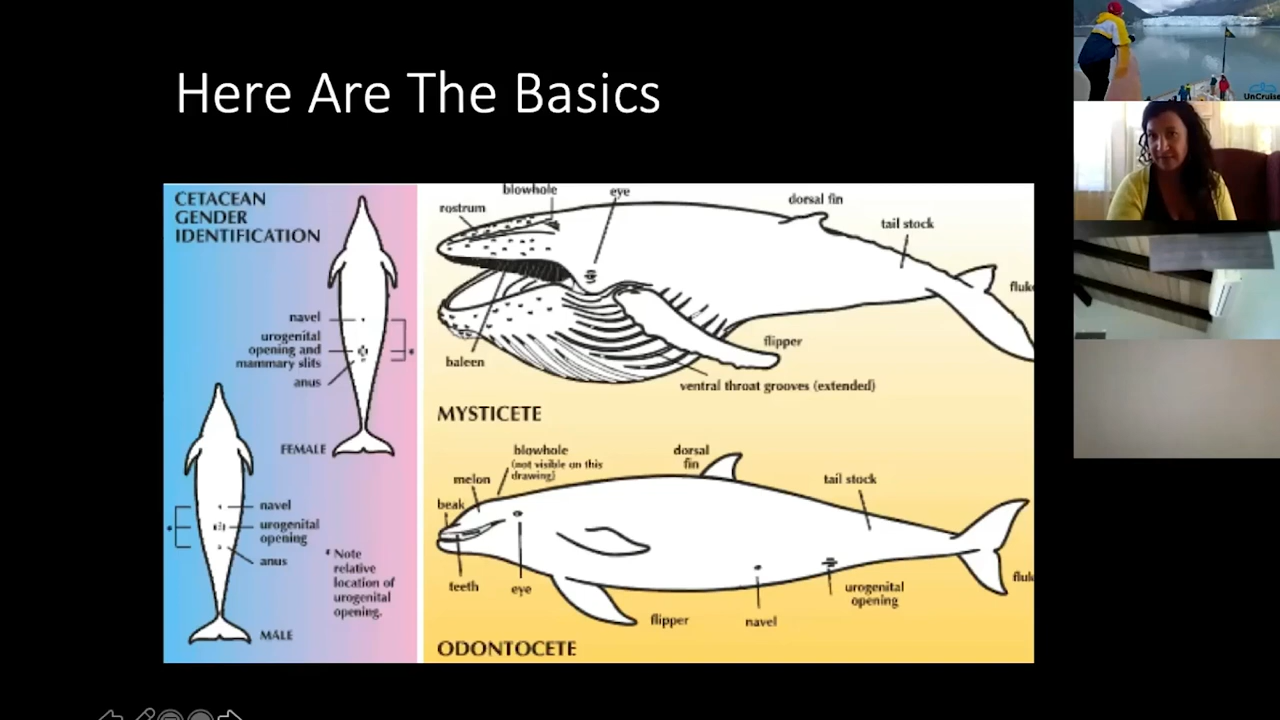 Here Are The Basics
CETACEAN
GENDER
IDENTIFICATION
navel
urogenital
opening and
mammary slits
anus
FEMALE
navel
urogenital
opening
anus
* Note
relative
location of
urogenital
opening.
MALE
blowhole
eye
rostrum
dorsal fin
tail stock
fluk
flipper
baleen
ventral throat grooves (extended)
MYSTICETE
blowhole
(not visible on this
drawing)
dorsal
fin
melon
tail stock
beak
teeth
eye
fluk
urogenital
opening
flipper
navel
ODONTOCETE
UnCruise